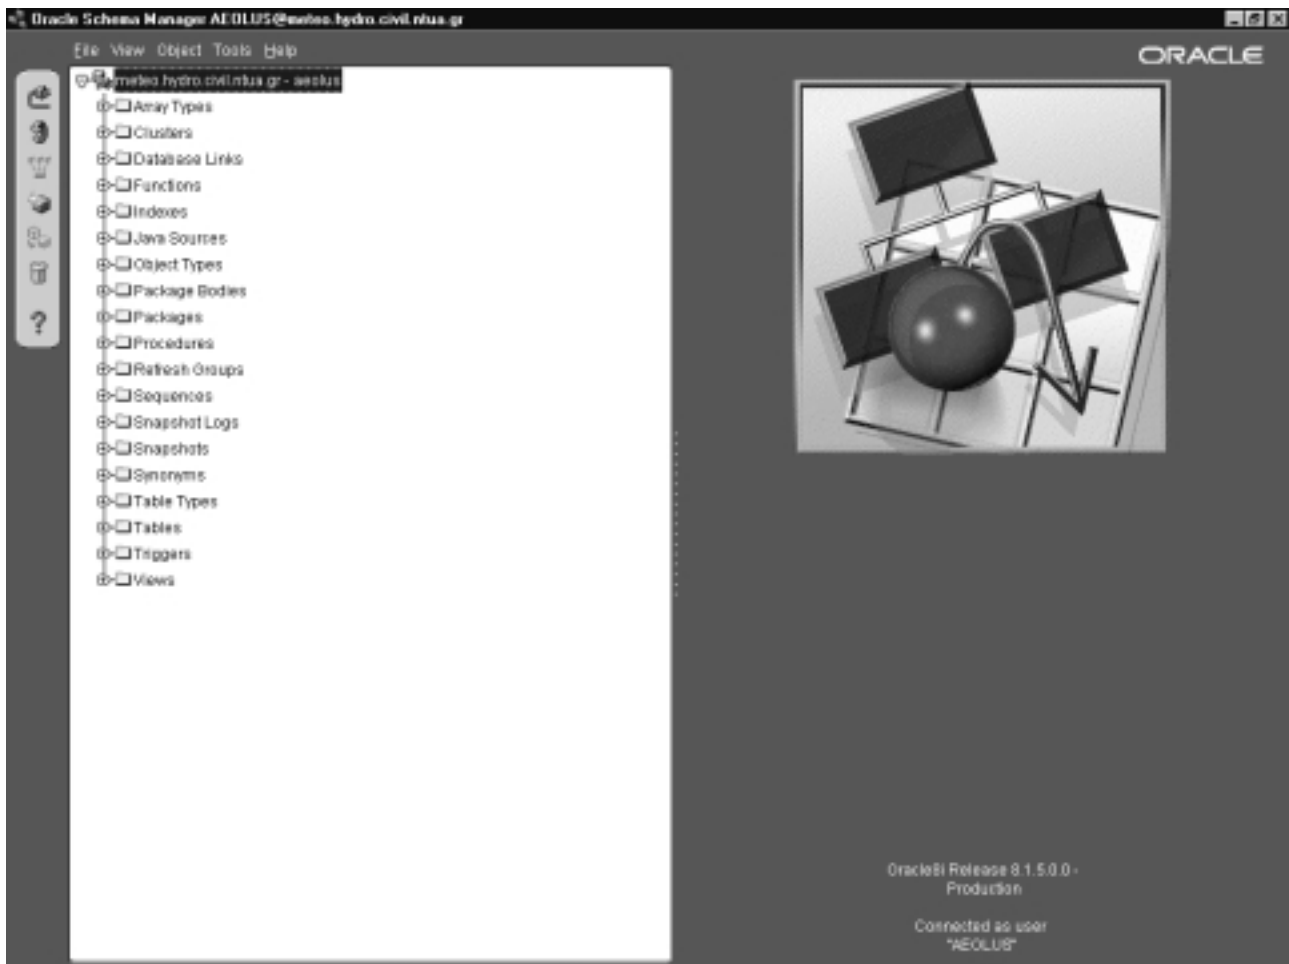 Oracle Schema Manager AEOLUS@meteo.hydro.civil.ntua.gr
File View Object Tools Help
ORACLE
meteo.hydro.civil.ntua.gr - aeolus
Array Types
Clusters
Database Links
Functions
Indexes
Java Sources
Object Types
Package Bodies
Packages
Procedures
Refresh Groups
Sequences
Snapshot Logs
Snapshots
Synonyms
Table Types
Tables
Triggers
Views
Oracle8i Release 8.1.5.0.0 -
Production
Connected as user
"AEOLUS"